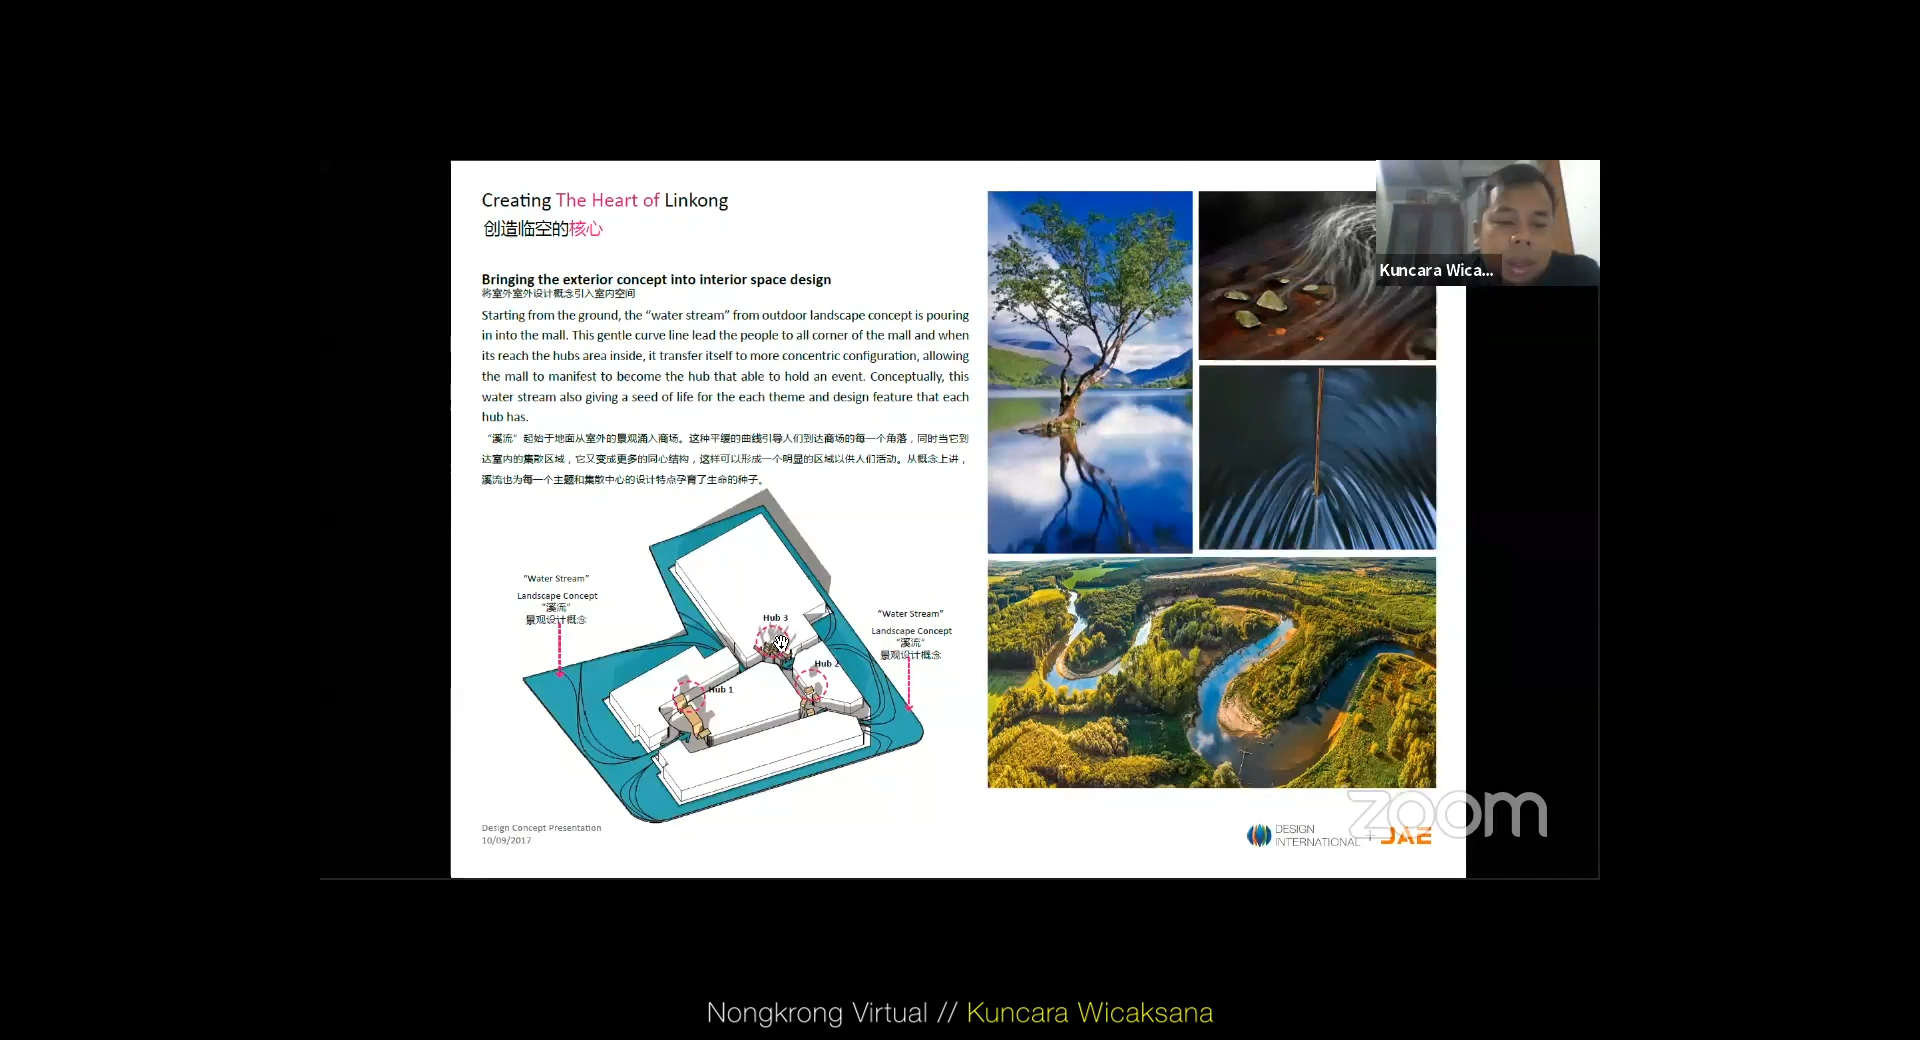 Creating The Heart of Linkong
创造临空的核心
Bringing the exterior concept into interior space design
将室外室外设计概念引入室内空间
Starting from the ground, the “water stream” from outdoor landscape concept is pouring
in into the mall. This gentle curve line lead the people to all corner of the mall and when
its reach the hubs area inside, it transfer itself to more concentric configuration, allowing
the mall to manifest to become the hub that able to hold an event. Conceptually, this
water stream also giving a seed of life for the each theme and design feature that each
hub has.
“溪流”起始于地面从室外的景观涌入商场。这种平缓的曲线引导人们到达商场的每一个角落，同时当它到
达室内的集散区域，它又变成更多的同心结构，这样可以形成一个明显的区域以供人们活动。从概念上讲，
溪流也为每一个主题和集散中心的设计特点孕育了生命的种子。
“Water Stream”
Landscape Concept
“溪流”
景观设计概念
Hub 3
Hub 2
Hub 1
“Water Stream”
Landscape Concept
“溪流”
景观设计概念
Design Concept Presentation
10/09/2017
DESIGN
INTERNATIONAL + JAE
zoom
Kuncara Wica...
Nongkrong Virtual // Kuncara Wicaksana